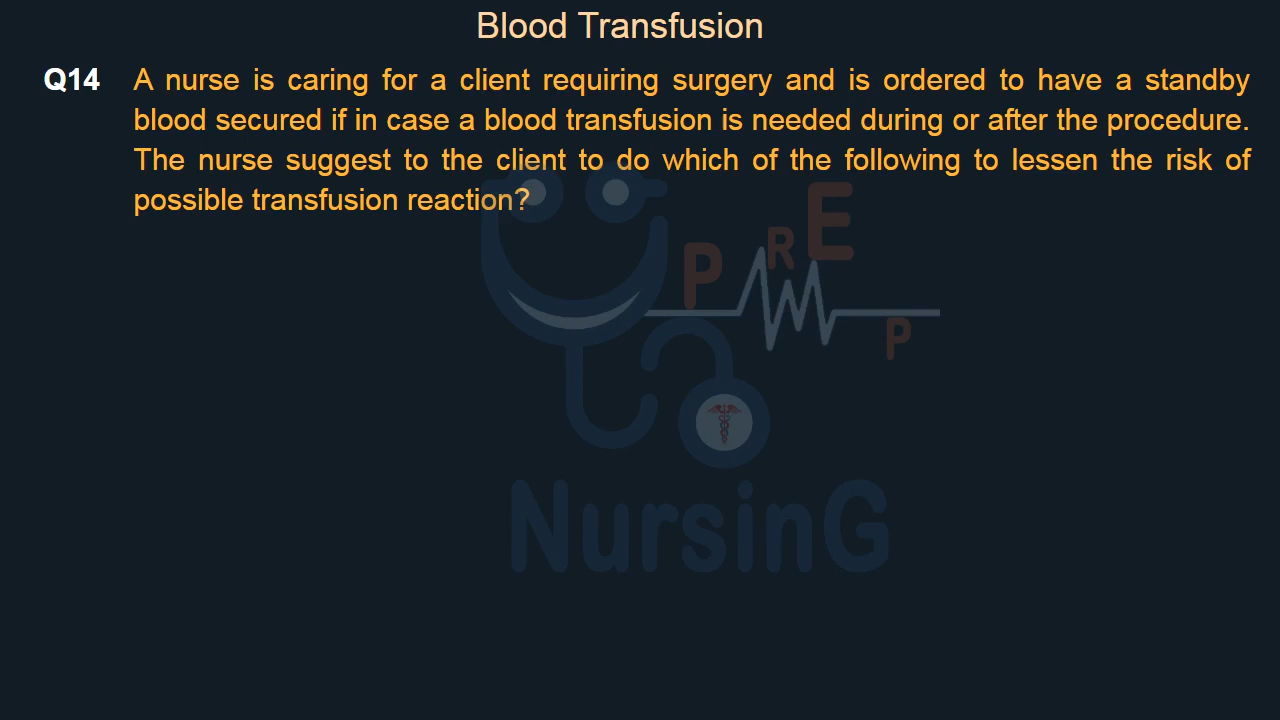 Blood Transfusion
Q14 A nurse is caring for a client requiring surgery and is ordered to have a standby
blood secured if in case a blood transfusion is needed during or after the procedure.
The nurse suggest to the client to do which of the following to lessen the risk of
possible transfusion reaction?
P R E
P
NursinG